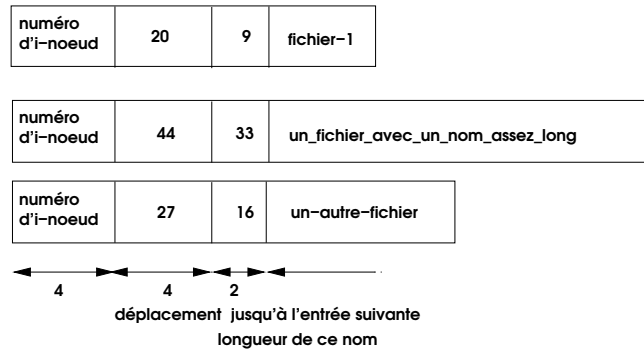 numéro
d'i-noeud 20 9 fichier-1
numéro
d'i-noeud 44 33 un_fichier_avec_un_nom_assez_long
numéro
d'i-noeud 27 16 un-autre-fichier
4 4 2
déplacement jusqu'à l'entrée suivante
longueur de ce nom